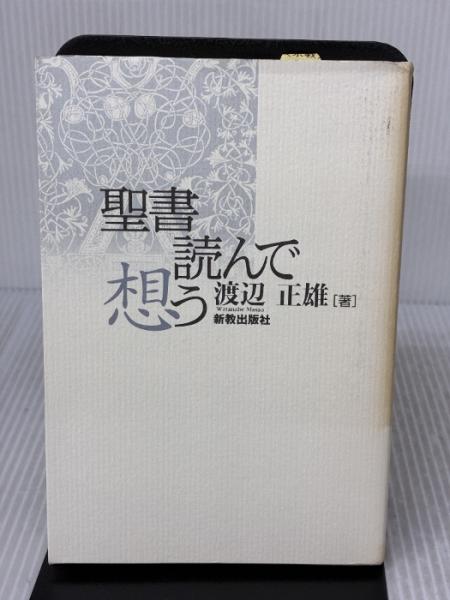 聖書
読んで
想う
渡辺 正雄[著]
Watanabe Masao
新教出版社